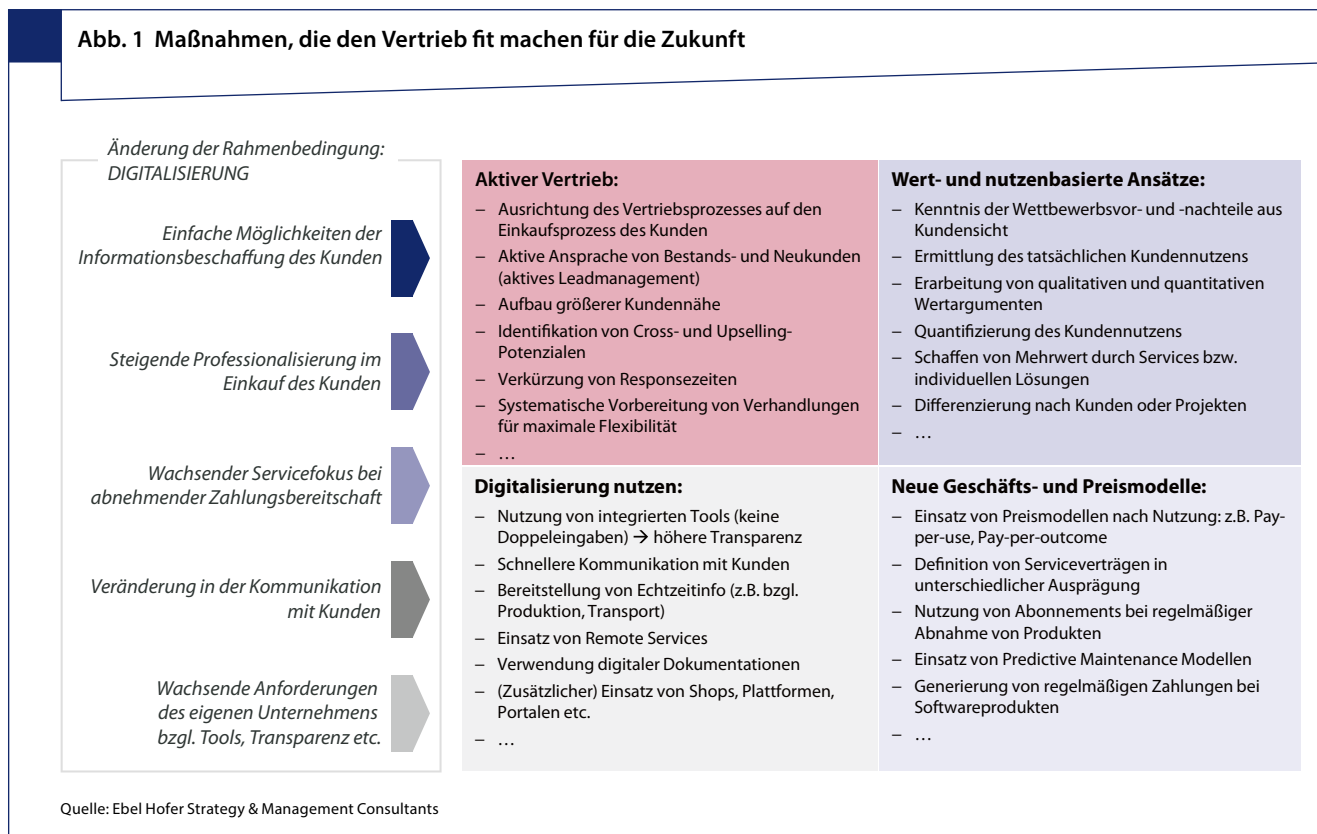 Abb. 1 Maßnahmen, die den Vertrieb fit machen für die Zukunft
Änderung der Rahmenbedingung:
DIGITALISIERUNG
Einfache Möglichkeiten der
Informationsbeschaffung des Kunden
Steigende Professionalisierung im
Einkauf des Kunden
Wachsender Servicefokus bei
abnehmender Zahlungsbereitschaft
Veränderung in der Kommunikation
mit Kunden
Wachsende Anforderungen
des eigenen Unternehmens
bzgl. Tools, Transparenz etc.
Aktiver Vertrieb:
– Ausrichtung des Vertriebsprozesses auf den
Einkaufsprozess des Kunden
– Aktive Ansprache von Bestands- und Neukunden
(aktives Leadmanagement)
– Aufbau größerer Kundennähe
– Identifikation von Cross- und Upselling-
Potenzialen
– Verkürzung von Responsezeiten
– Systematische Vorbereitung von Verhandlungen
für maximale Flexibilität
– …
Wert- und nutzenbasierte Ansätze:
– Kenntnis der Wettbewerbsvor- und -nachteile aus
Kundensicht
– Ermittlung des tatsächlichen Kundennutzens
– Erarbeitung von qualitativen und quantitativen
Wertargumenten
– Quantifizierung des Kundennutzens
– Schaffen von Mehrwert durch Services bzw.
individuellen Lösungen
– Differenzierung nach Kunden oder Projekten
– …
Digitalisierung nutzen:
– Nutzung von integrierten Tools (keine
Doppeleingaben) → höhere Transparenz
– Schnellere Kommunikation mit Kunden
– Bereitstellung von Echtzeitinfo (z.B. bzgl.
Produktion, Transport)
– Einsatz von Remote Services
– Verwendung digitaler Dokumentationen
– (Zusätzlicher) Einsatz von Shops, Plattformen,
Portalen etc.
– …
Neue Geschäfts- und Preismodelle:
– Einsatz von Preismodellen nach Nutzung: z.B. Pay-
per-use, Pay-per-outcome
– Definition von Serviceverträgen in
unterschiedlicher Ausprägung
– Nutzung von Abonnements bei regelmäßiger
Abnahme von Produkten
– Einsatz von Predictive Maintenance Modellen
– Generierung von regelmäßigen Zahlungen bei
Softwareprodukten
– …
Quelle: Ebel Hofer Strategy & Management Consultants